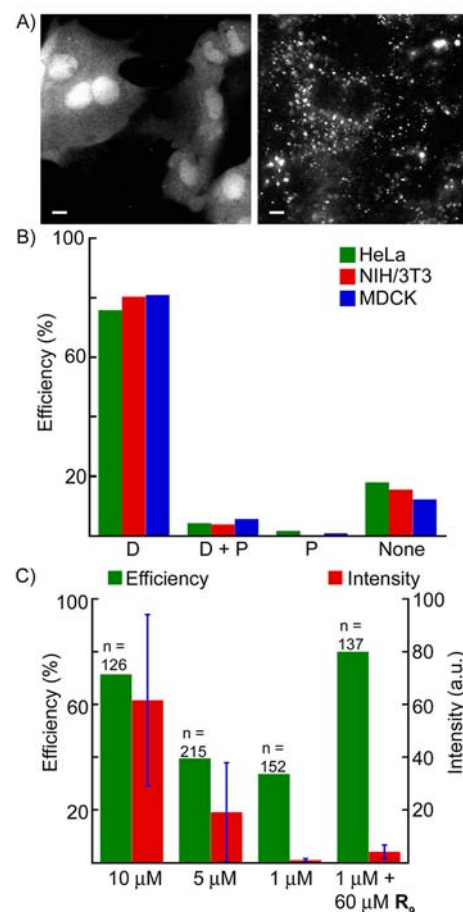 A)
B)
100
60
20
Efficiency (%)
HeLa
NIH/3T3
MDCK
D
D + P
P
None
C)
Efficiency
Intensity
100
60
20
Efficiency (%)
n =
126
n =
215
n =
152
n =
137
100
80
60
40
20
Intensity (a.u.)
10 μM
5 μM
1 μM
1 μM +
60 μM R₉